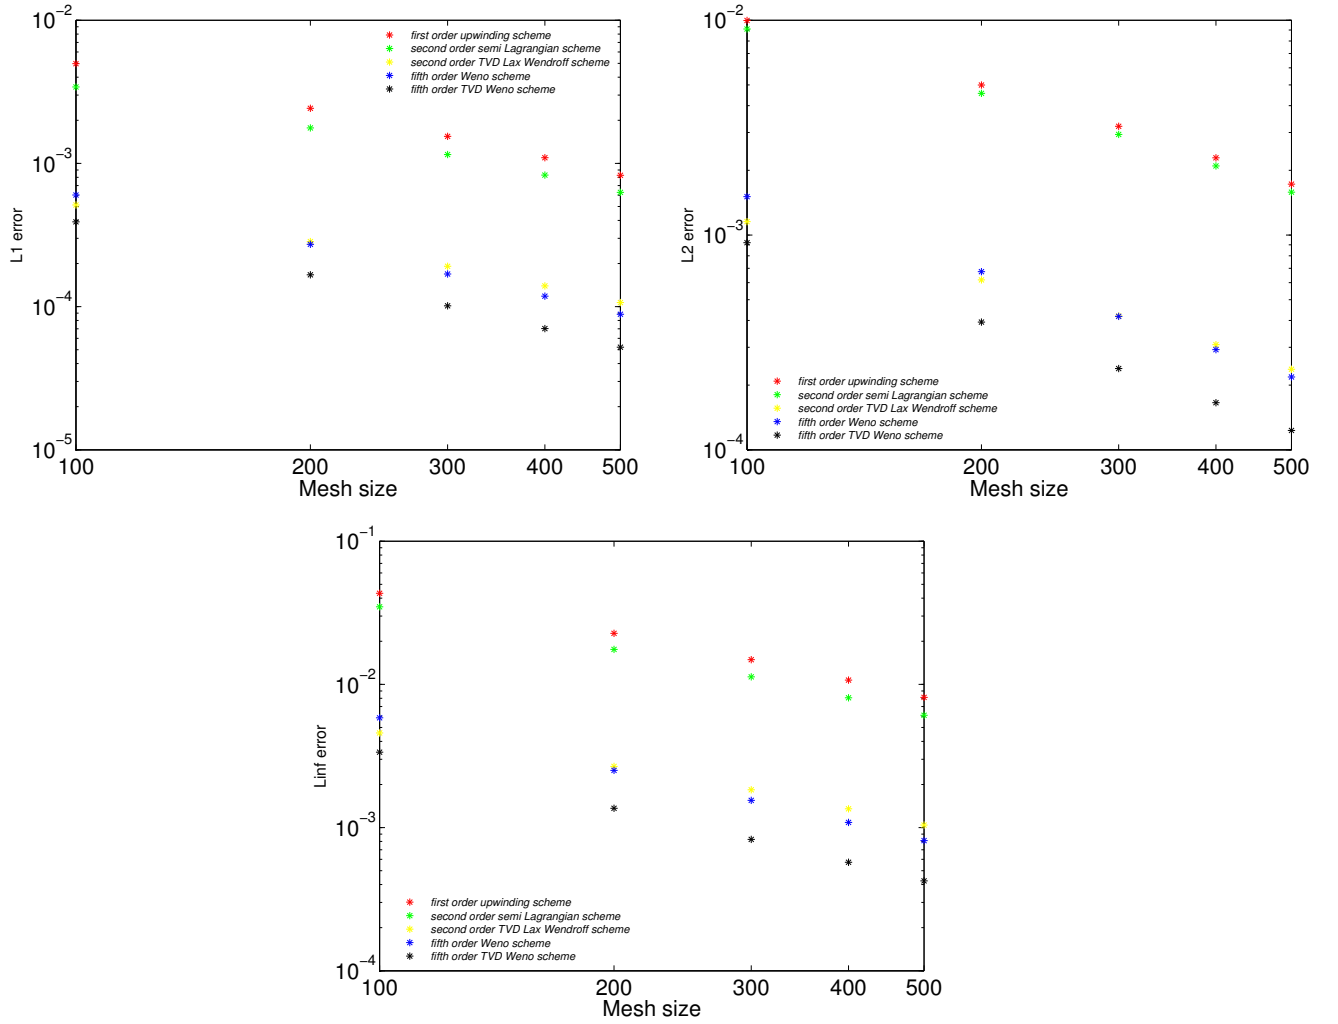 10^-2
first order upwinding scheme
second order semi Lagrangian scheme
second order TVD Lax Wendroff scheme
fifth order Weno scheme
fifth order TVD Weno scheme
10^-3
L1 error
10^-4
10^-5
100
200
300
400
500
Mesh size
10^-2
10^-3
L2 error
first order upwinding scheme
second order semi Lagrangian scheme
second order TVD Lax Wendroff scheme
fifth order Weno scheme
fifth order TVD Weno scheme
10^-4
100
200
300
400
500
Mesh size
10^-1
10^-2
Linf error
10^-3
first order upwinding scheme
second order semi Lagrangian scheme
second order TVD Lax Wendroff scheme
fifth order Weno scheme
fifth order TVD Weno scheme
10^-4
100
200
300
400
500
Mesh size